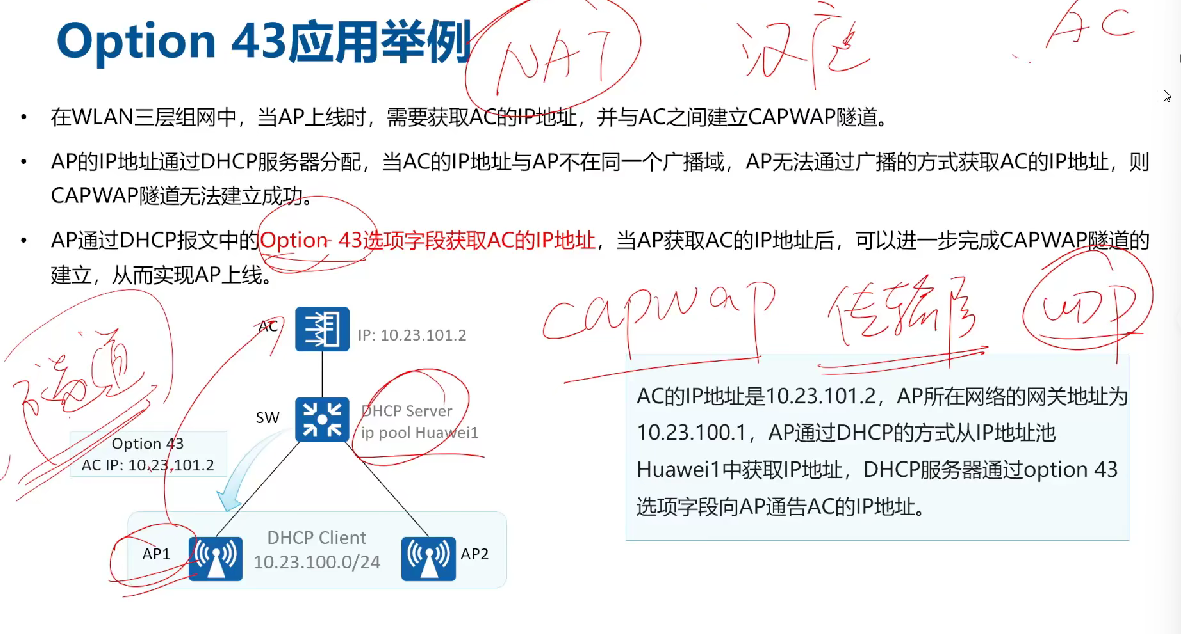 Option 43应用举例
NAT
汉庭
AC
• 在WLAN三层组网中，当AP上线时，需要获取AC的IP地址，并与AC之间建立CAPWAP隧道。
• AP的IP地址通过DHCP服务器分配，当AC的IP地址与AP不在同一个广播域，AP无法通过广播的方式获取AC的IP地址，则
CAPWAP隧道无法建立成功。
• AP通过DHCP报文中的Option 43选项字段获取AC的IP地址，当AP获取AC的IP地址后，可以进一步完成CAPWAP隧道的
建立，从而实现AP上线。
capwap 传输层 UDP
隧道
AC
IP: 10.23.101.2
SW
DHCP Server
ip pool Huawei1
Option 43
AC IP: 10.23.101.2
AP1
DHCP Client
10.23.100.0/24
AP2
AC的IP地址是10.23.101.2，AP所在网络的网关地址为
10.23.100.1，AP通过DHCP的方式从IP地址池
Huawei1中获取IP地址，DHCP服务器通过option 43
选项字段向AP通告AC的IP地址。